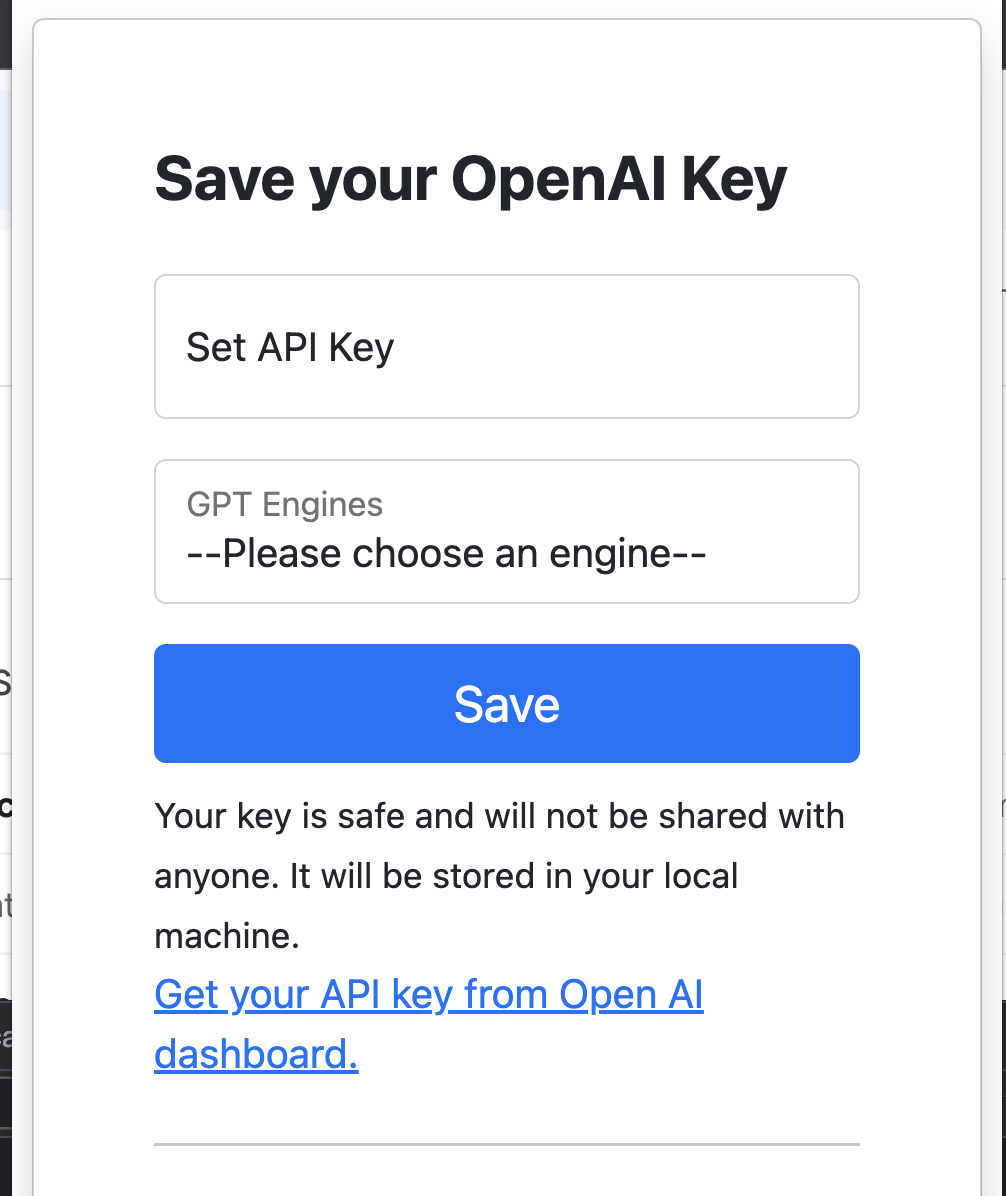 Save your OpenAI Key
Set API Key
GPT Engines
--Please choose an engine--
Save
Your key is safe and will not be shared with
anyone. It will be stored in your local
machine.
Get your API key from Open AI
dashboard.